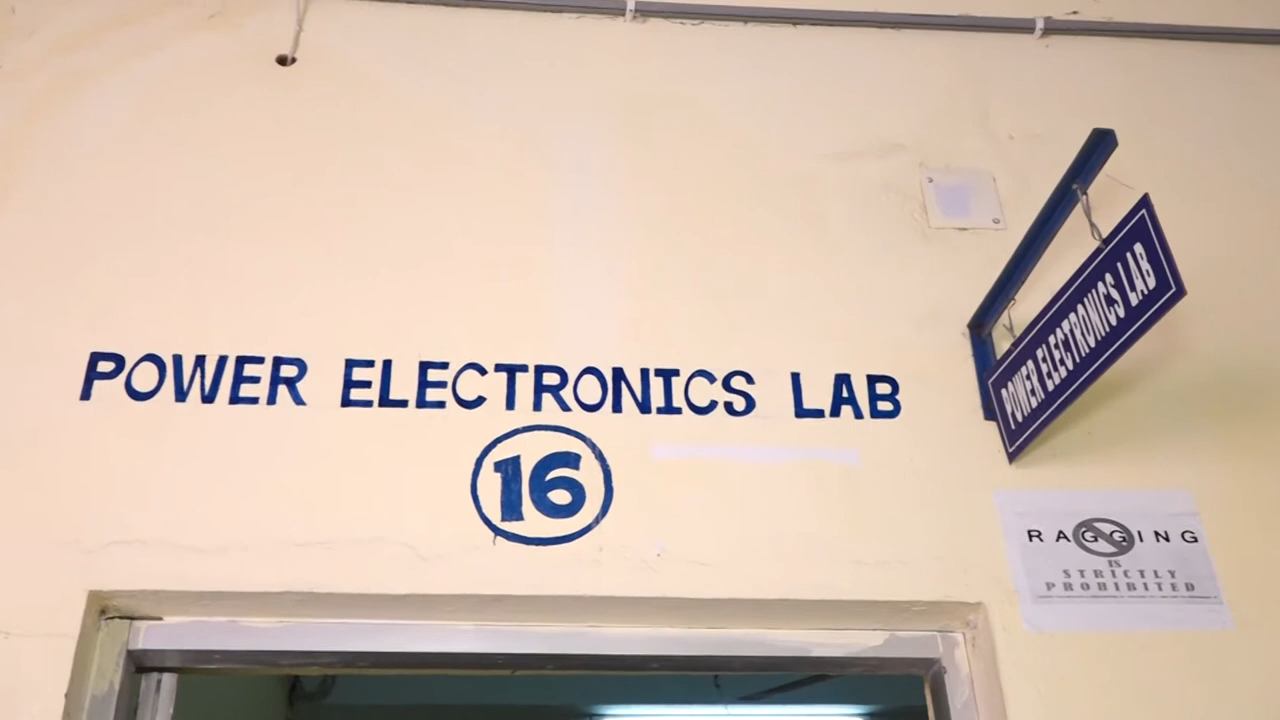 POWER ELECTRONICS LAB
16
POWER ELECTRONICS LAB
RAGGING
IS
STRICTLY
PROHIBITED